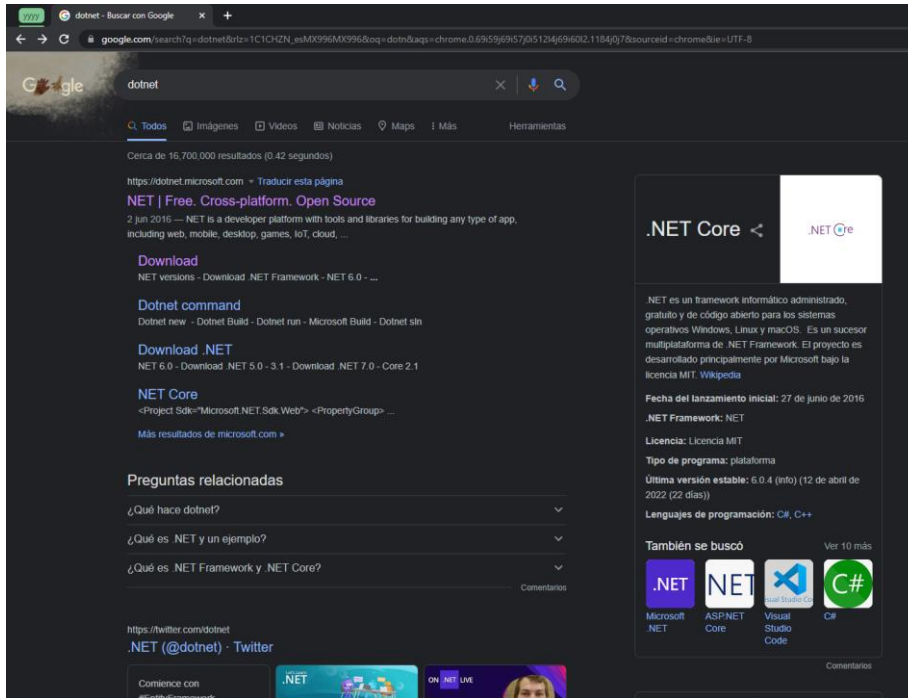 yyyy
dotnet - Buscar con Google
google.com/search?q=dotnet&rlz=1C1CHZN_esMX996MX996&oq=dotn&aqs=chrome.0.69i59j69i57j0i512l4j69i60l2.1184j0j7&sourceid=chrome&ie=UTF-8
dotnet
Todos
Imágenes
Videos
Noticias
Maps
Más
Herramientas
Cerca de 16,700,000 resultados (0.42 segundos)
https://dotnet.microsoft.com
Traducir esta página
NET | Free. Cross-platform. Open Source
2 jun 2016 — NET is a developer platform with tools and libraries for building any type of app,
including web, mobile, desktop, games, IoT, cloud, ...
Download
NET versions - Download .NET Framework - NET 6.0 - ...
Dotnet command
Dotnet new - Dotnet Build - Dotnet run - Microsoft Build - Dotnet sln
Download .NET
NET 6.0 - Download .NET 5.0 - 3.1 - Download .NET 7.0 - Core 2.1
NET Core
<Project Sdk="Microsoft.NET.Sdk.Web"> <PropertyGroup> ...
Más resultados de microsoft.com »
Preguntas relacionadas
¿Qué hace dotnet?
¿Qué es .NET y un ejemplo?
¿Qué es .NET Framework y .NET Core?
Comentarios
https://twitter.com/dotnet
.NET (@dotnet) · Twitter
Comience con
#EntityFramework
.NET
ON .NET LIVE
.NET Core
.NET Core
.NET es un framework informático administrado,
gratuito y de código abierto para los sistemas
operativos Windows, Linux y macOS. Es un sucesor
multiplataforma de .NET Framework. El proyecto es
desarrollado principalmente por Microsoft bajo la
licencia MIT. Wikipedia
Fecha del lanzamiento inicial: 27 de junio de 2016
.NET Framework: NET
Licencia: Licencia MIT
Tipo de programa: plataforma
Última versión estable: 6.0.4 (info) (12 de abril de
2022 (22 días))
Lenguajes de programación: C#, C++
También se buscó
Ver 10 más
.NET
NET
C#
Microsoft
.NET
ASP.NET
Core
Visual
Studio
Code
C#
Comentarios